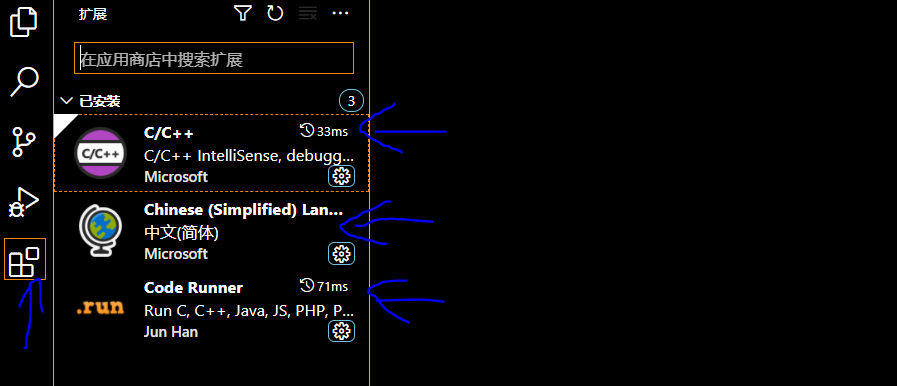 扩展
在应用商店中搜索扩展
已安装 3
C/C++ 33ms
C/C++
C/C++ IntelliSense, debugg...
Microsoft
Chinese (Simplified) Lan...
中文(简体)
Microsoft
Code Runner 71ms
.run
Run C, C++, Java, JS, PHP, P...
Jun Han